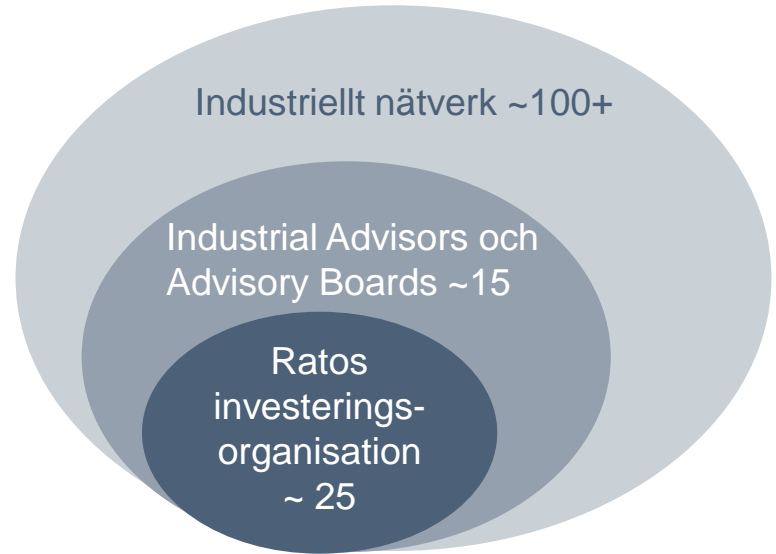 Industriellt nätverk ~100+
Industrial Advisors och
Advisory Boards ~15
Ratos
investerings-
organisation
~ 25